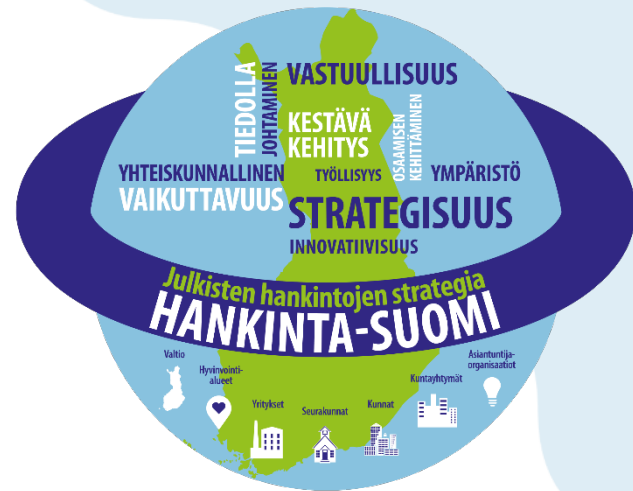 VASTUULLISUUS
TIEDOLLA
JOHTAMINEN
KESTÄVÄ
KEHITYS
OSAAMISEN
KEHITTÄMINEN
YHTEISKUNNALLINEN
VAIKUTTAVUUS
TYÖLLISYYS
YMPÄRISTÖ
STRATEGISUUS
INNOVATIIVISUUS
Julkisten hankintojen strategia
HANKINTA-SUOMI
Valtio
Hyvinvointi-
alueet
Yritykset
Seurakunnat
Kunnat
Kuntayhtymät
Asiantuntija-
organisaatiot